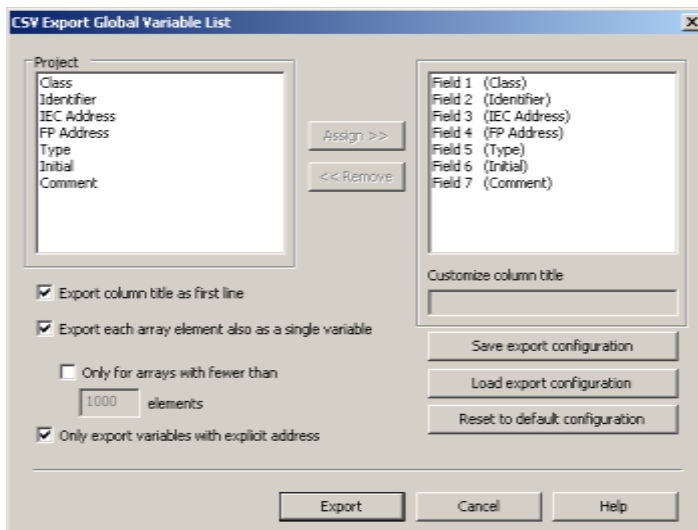 CSV Export Global Variable List
Project
Class
Identifier
IEC Address
FP Address
Type
Initial
Comment
Assign >>
<< Remove
Field 1 (Class)
Field 2 (Identifier)
Field 3 (IEC Address)
Field 4 (FP Address)
Field 5 (Type)
Field 6 (Initial)
Field 7 (Comment)
Customize column title
Export column title as first line
Export each array element also as a single variable
Only for arrays with fewer than
1000 elements
Only export variables with explicit address
Save export configuration
Load export configuration
Reset to default configuration
Export
Cancel
Help